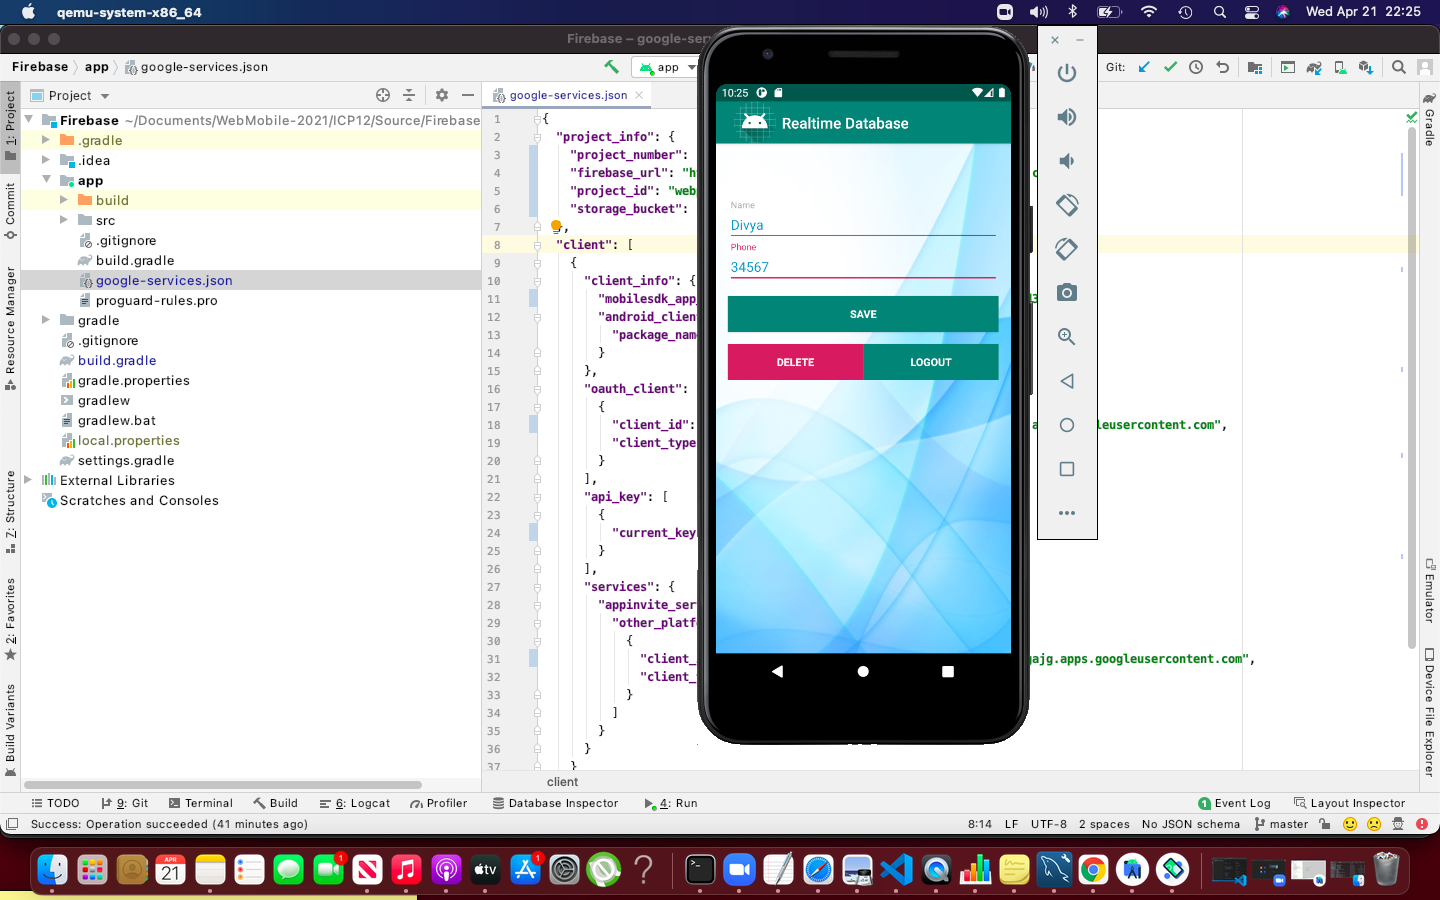 qemu-system-x86_64
Wed Apr 21 22:25
Firebase – google-ser
Firebase
app
google-services.json
app
Git:
Project
google-services.json
Firebase ~/Documents/WebMobile-2021/ICP12/Source/Firebase
.gradle
.idea
app
build
src
.gitignore
build.gradle
google-services.json
proguard-rules.pro
gradle
.gitignore
build.gradle
gradle.properties
gradlew
gradlew.bat
local.properties
settings.gradle
External Libraries
Scratches and Consoles
1: Project
Commit
Resource Manager
Z: Structure
2: Favorites
Build Variants
1 {
2 "project_info": {
3 "project_number":
4 "firebase_url": "h
5 "project_id": "web
6 "storage_bucket":
7 },
8 "client": [
9 {
10 "client_info": {
11 "mobilesdk_app_
12 "android_clien
13 "package_nam
14 }
15 },
16 "oauth_client":
17 {
18 "client_id": leusercontent.com",
19 "client_type
20 }
21 ],
22 "api_key": [
23 {
24 "current_key
25 }
26 ],
27 "services": {
28 "appinvite_ser
29 "other_platf
30 {
31 "client_ ajg.apps.googleusercontent.com",
32 "client_
33 }
34 ]
35 }
36 }
37 }
10:25
Realtime Database
Name
Divya
Phone
34567
SAVE
DELETE
LOGOUT
Gradle
Emulator
Device File Explorer
client
TODO
9: Git
Terminal
Build
6: Logcat
Profiler
Database Inspector
4: Run
1 Event Log
Layout Inspector
Success: Operation succeeded (41 minutes ago)
8:14 LF UTF-8 2 spaces No JSON schema master
APR
21
1
1
tv